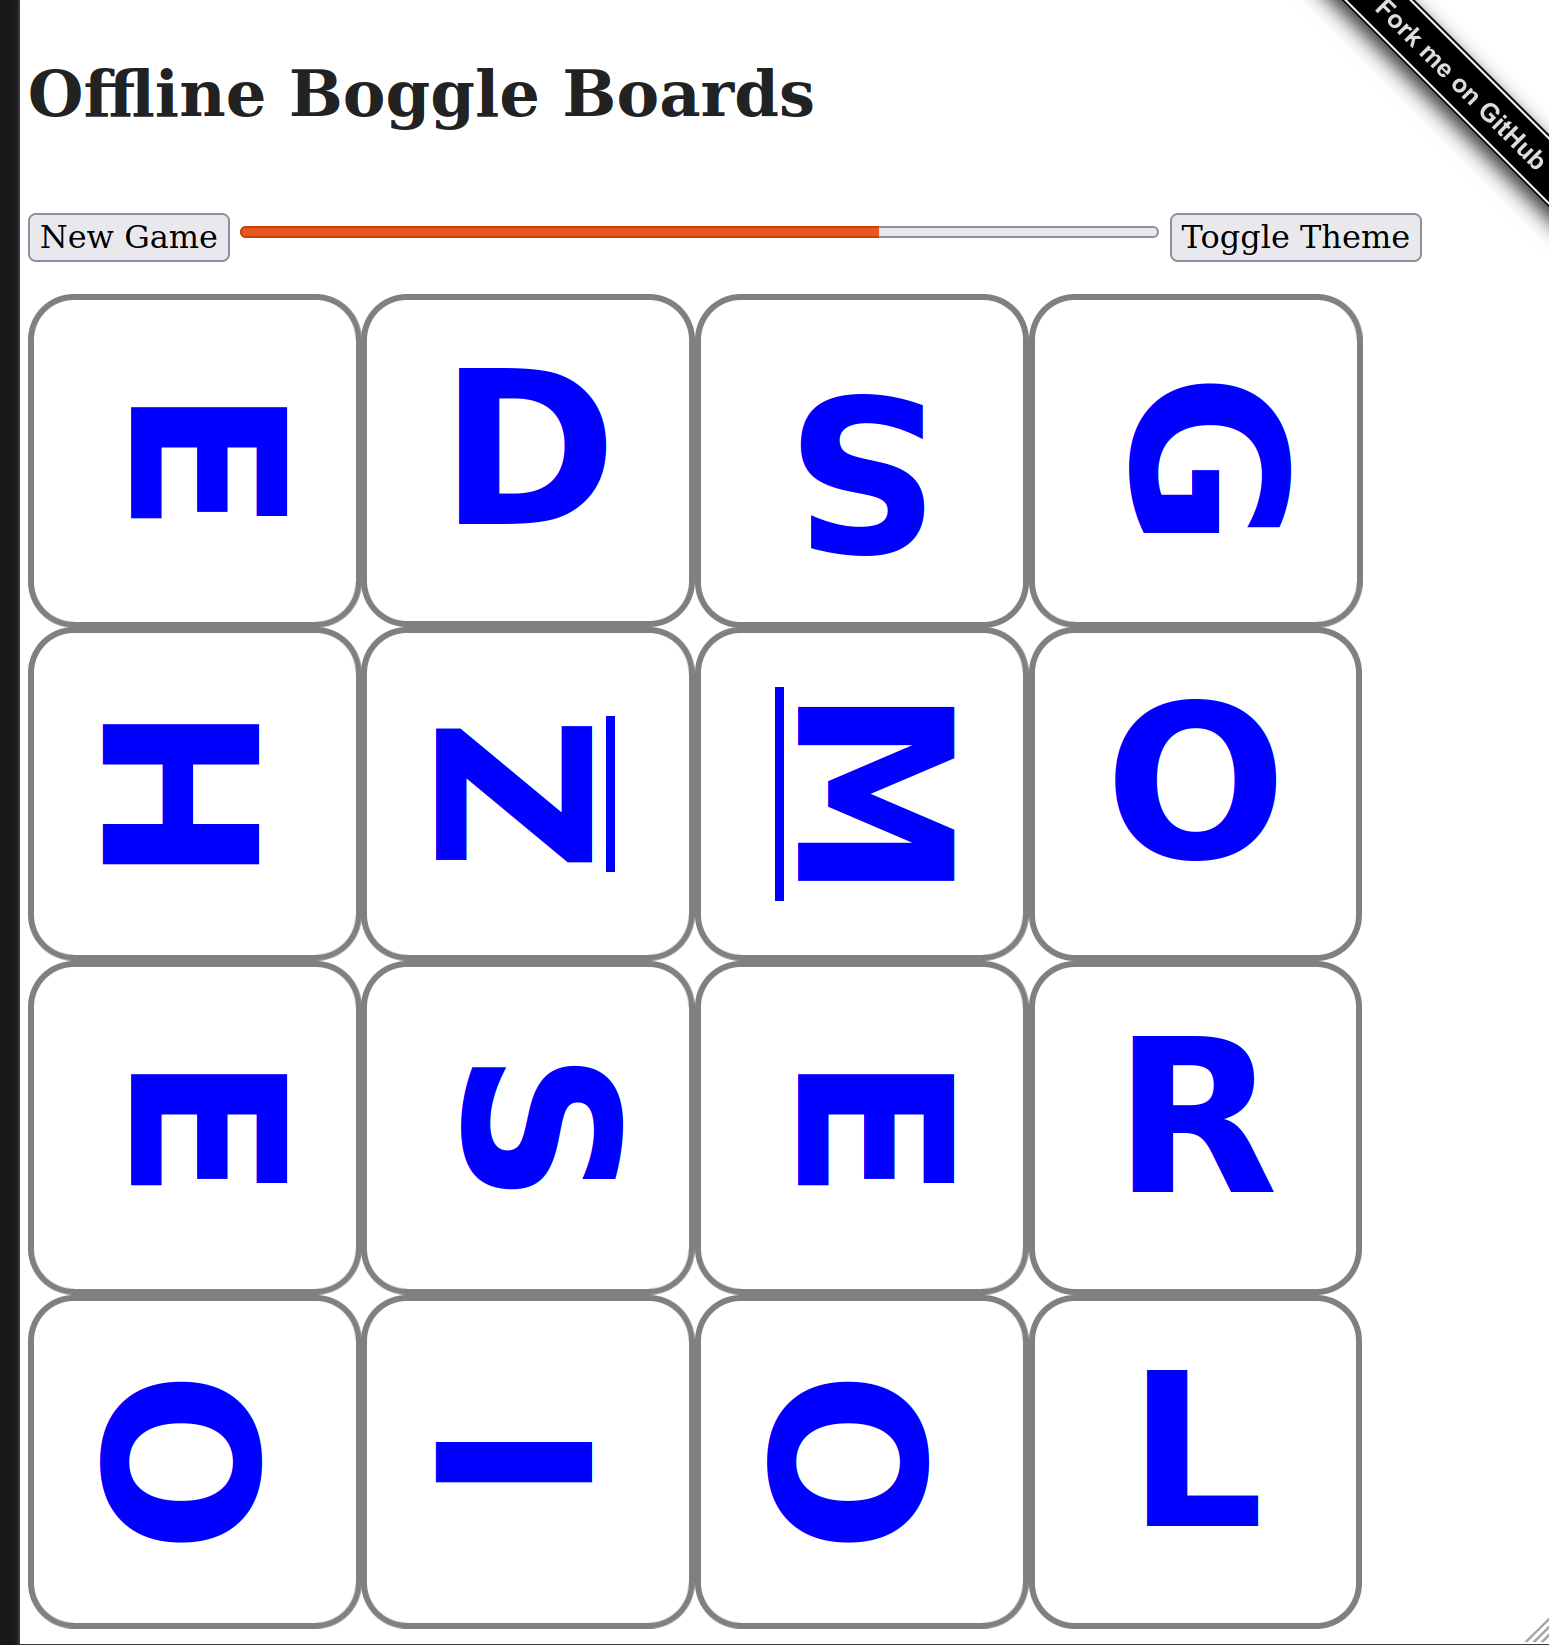 Offline Boggle Boards
Fork me on GitHub
New Game
Toggle Theme
E D S G
H Z M O
E S E R
O I O L